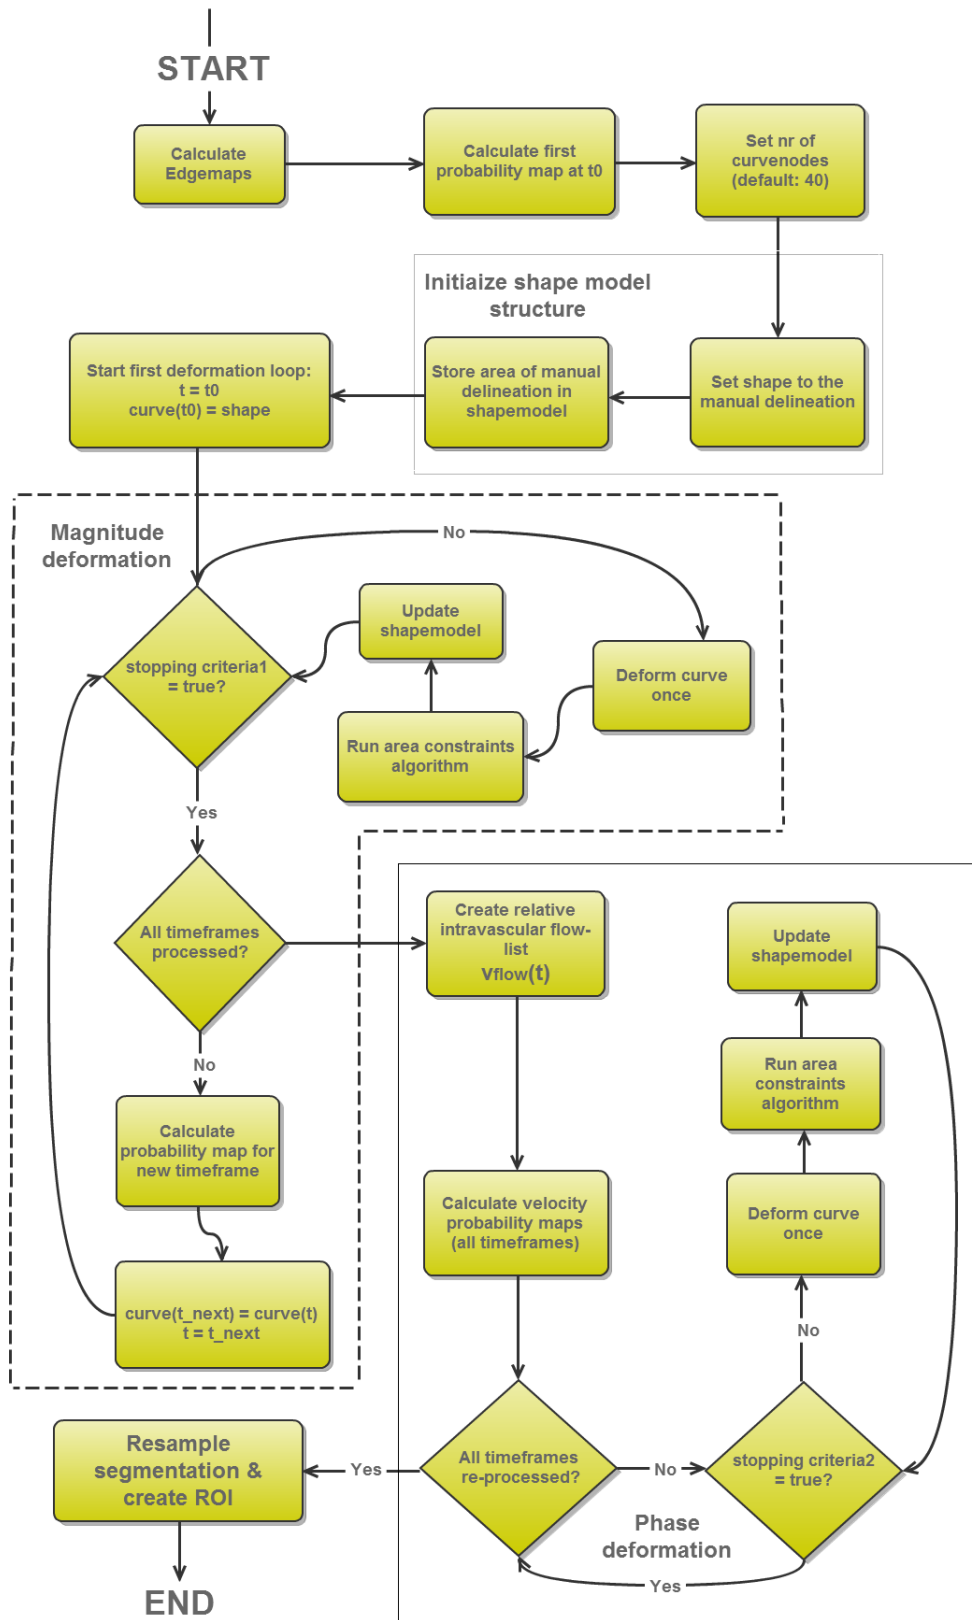 START
Calculate
Edgemaps
Calculate first
probability map at t0
Set nr of
curvenodes
(default: 40)
Initiaize shape model
structure
Set shape to the
manual delineation
Store area of manual
delineation in
shapemodel
Start first deformation loop:
t = t0
curve(t0) = shape
Magnitude
deformation
No
stopping criteria1
= true?
Update
shapemodel
Deform curve
once
Run area constraints
algorithm
Yes
All timeframes
processed?
No
Calculate
probability map for
new timeframe
curve(t_next) = curve(t)
t = t_next
Create relative
intravascular flow-
list
Vflow(t)
Calculate velocity
probability maps
(all timeframes)
All timeframes
re-processed?
No
stopping criteria2
= true?
No
Deform curve
once
Run area
constraints
algorithm
Update
shapemodel
Phase
deformation
Yes
Yes
Resample
segmentation &
create ROI
END